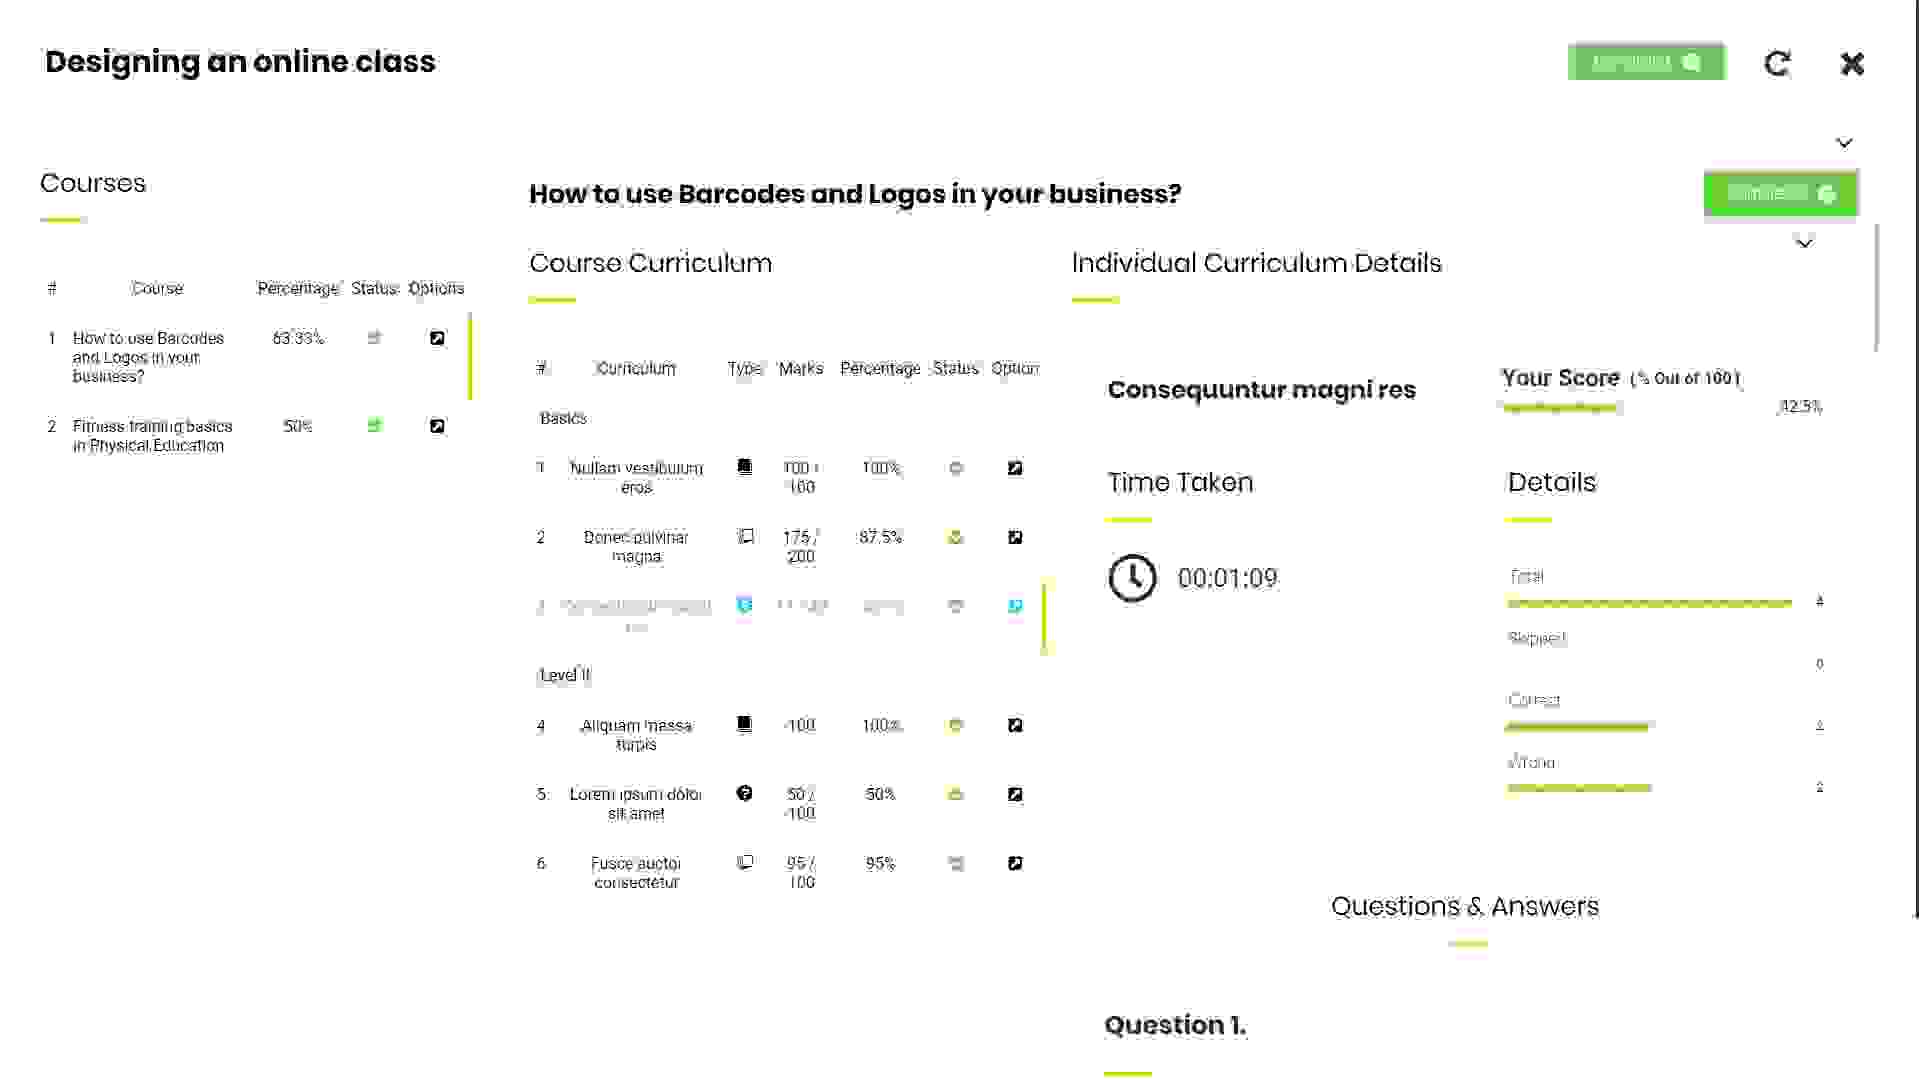 Designing an online class
Courses
# Course Percentage Status Options
1 How to use Barcodes 63.33%
and Logos in your
business?
2 Fitness training basics 50%
in Physical Education
How to use Barcodes and Logos in your business?
Course Curriculum
# Curriculum Type Marks Percentage Status Option
Basics
1 Nullam vestibulum 100 / 100%
eros 100
2 Donec pulvinar 175 / 87.5%
magna 200
Level II
4 Aliquam massa 100 100%
turpis
5 Lorem ipsum dolor 50 / 50%
sit amet 100
6 Fusce auctor 95 / 95%
consectetur 100
Individual Curriculum Details
Consequuntur magni res
Your Score (% Out of 100)
42.5%
Time Taken
00:01:09
Details
Total
4
Skipped
0
Correct
2
Wrong
2
Questions & Answers
Question 1.